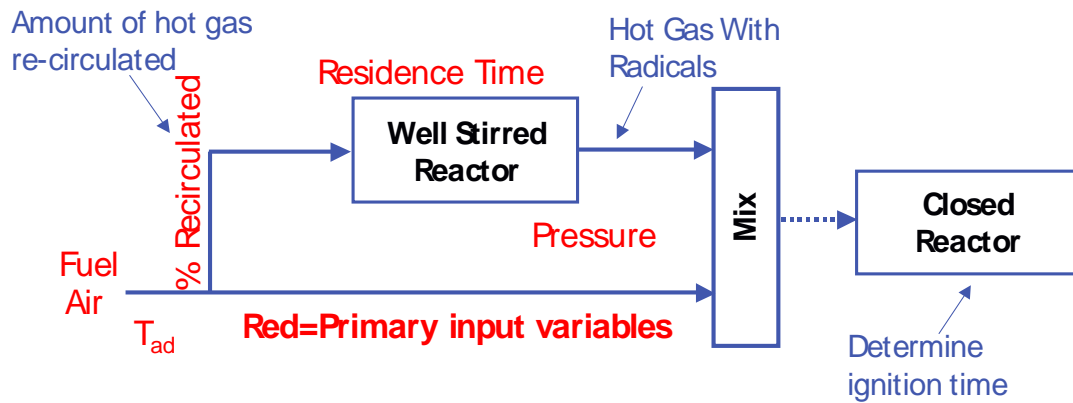 Amount of hot gas
re-circulated
% Recirculated
Residence Time
Hot Gas With
Radicals
Well Stirred
Reactor
Mix
Closed
Reactor
Pressure
Fuel
Air
T_ad
Red=Primary input variables
Determine
ignition time